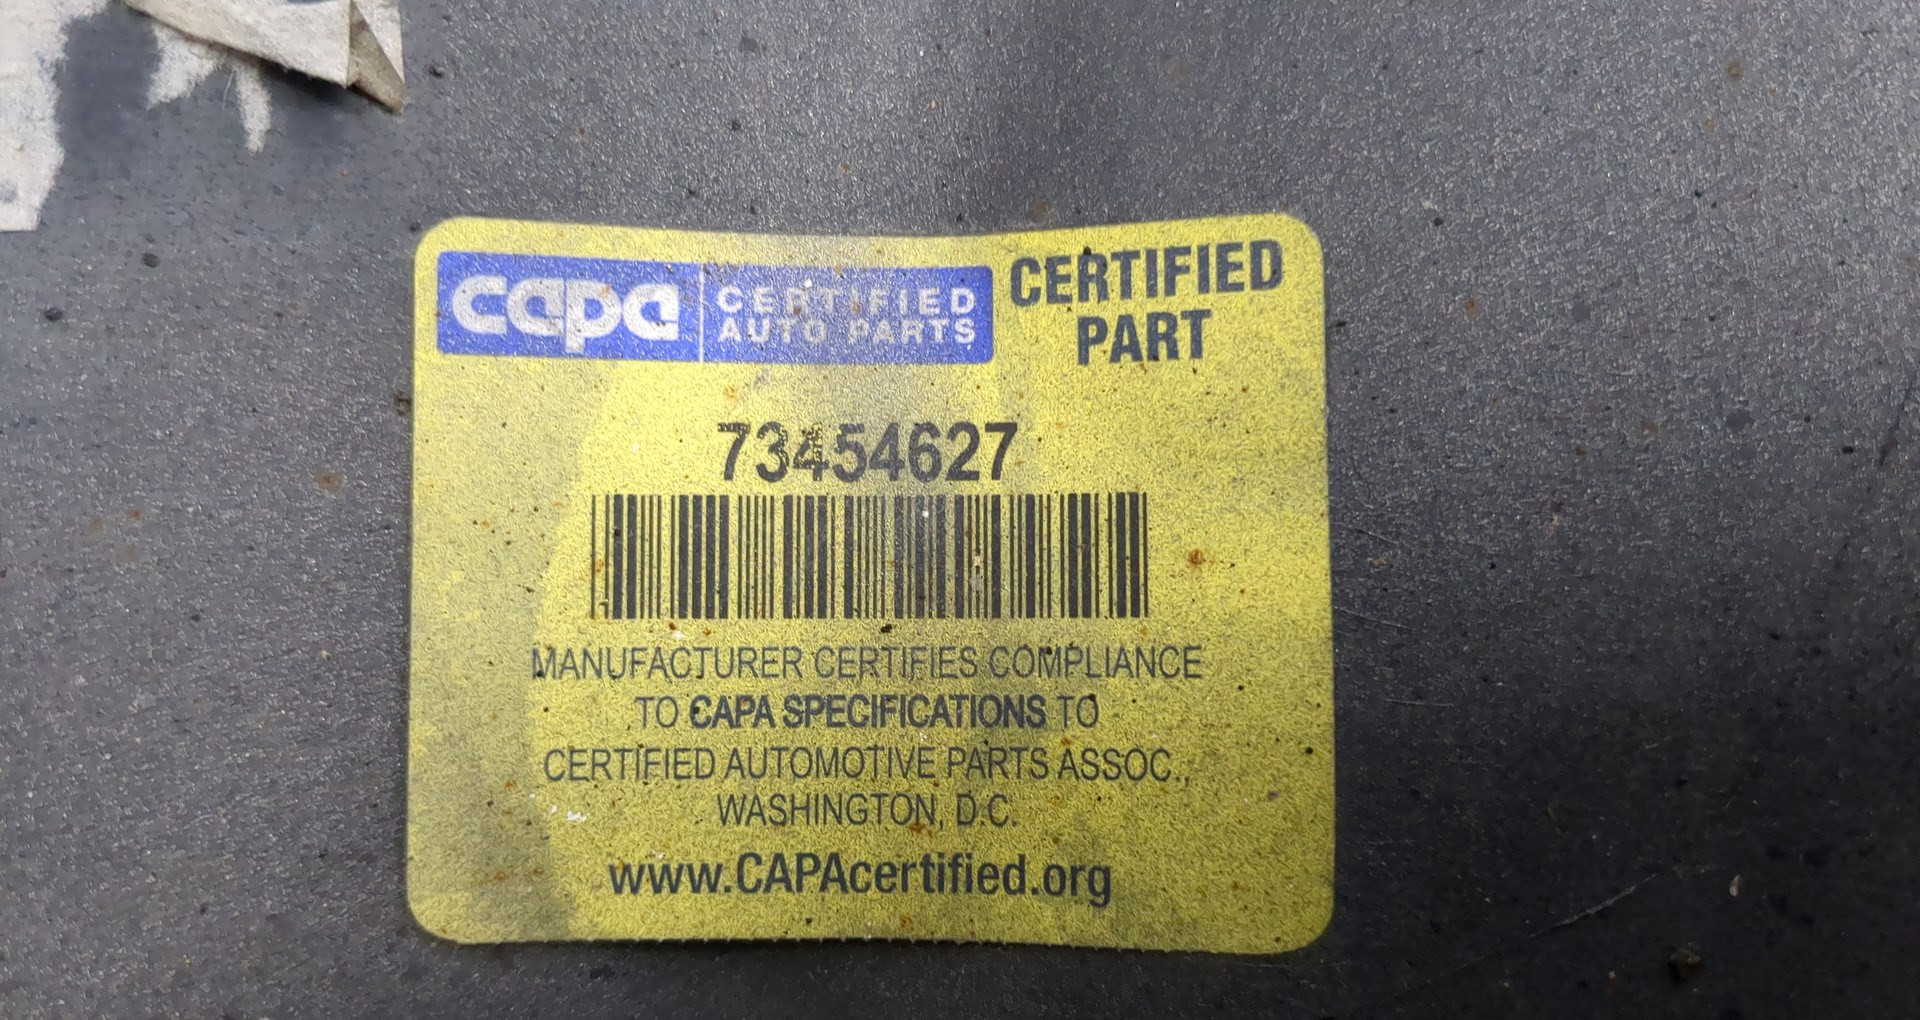 capa CERTIFIED
AUTO PARTS
CERTIFIED
PART
73454627
MANUFACTURER CERTIFIES COMPLIANCE
TO CAPA SPECIFICATIONS TO
CERTIFIED AUTOMOTIVE PARTS ASSOC.,
WASHINGTON, D.C.
www.CAPAcertified.org